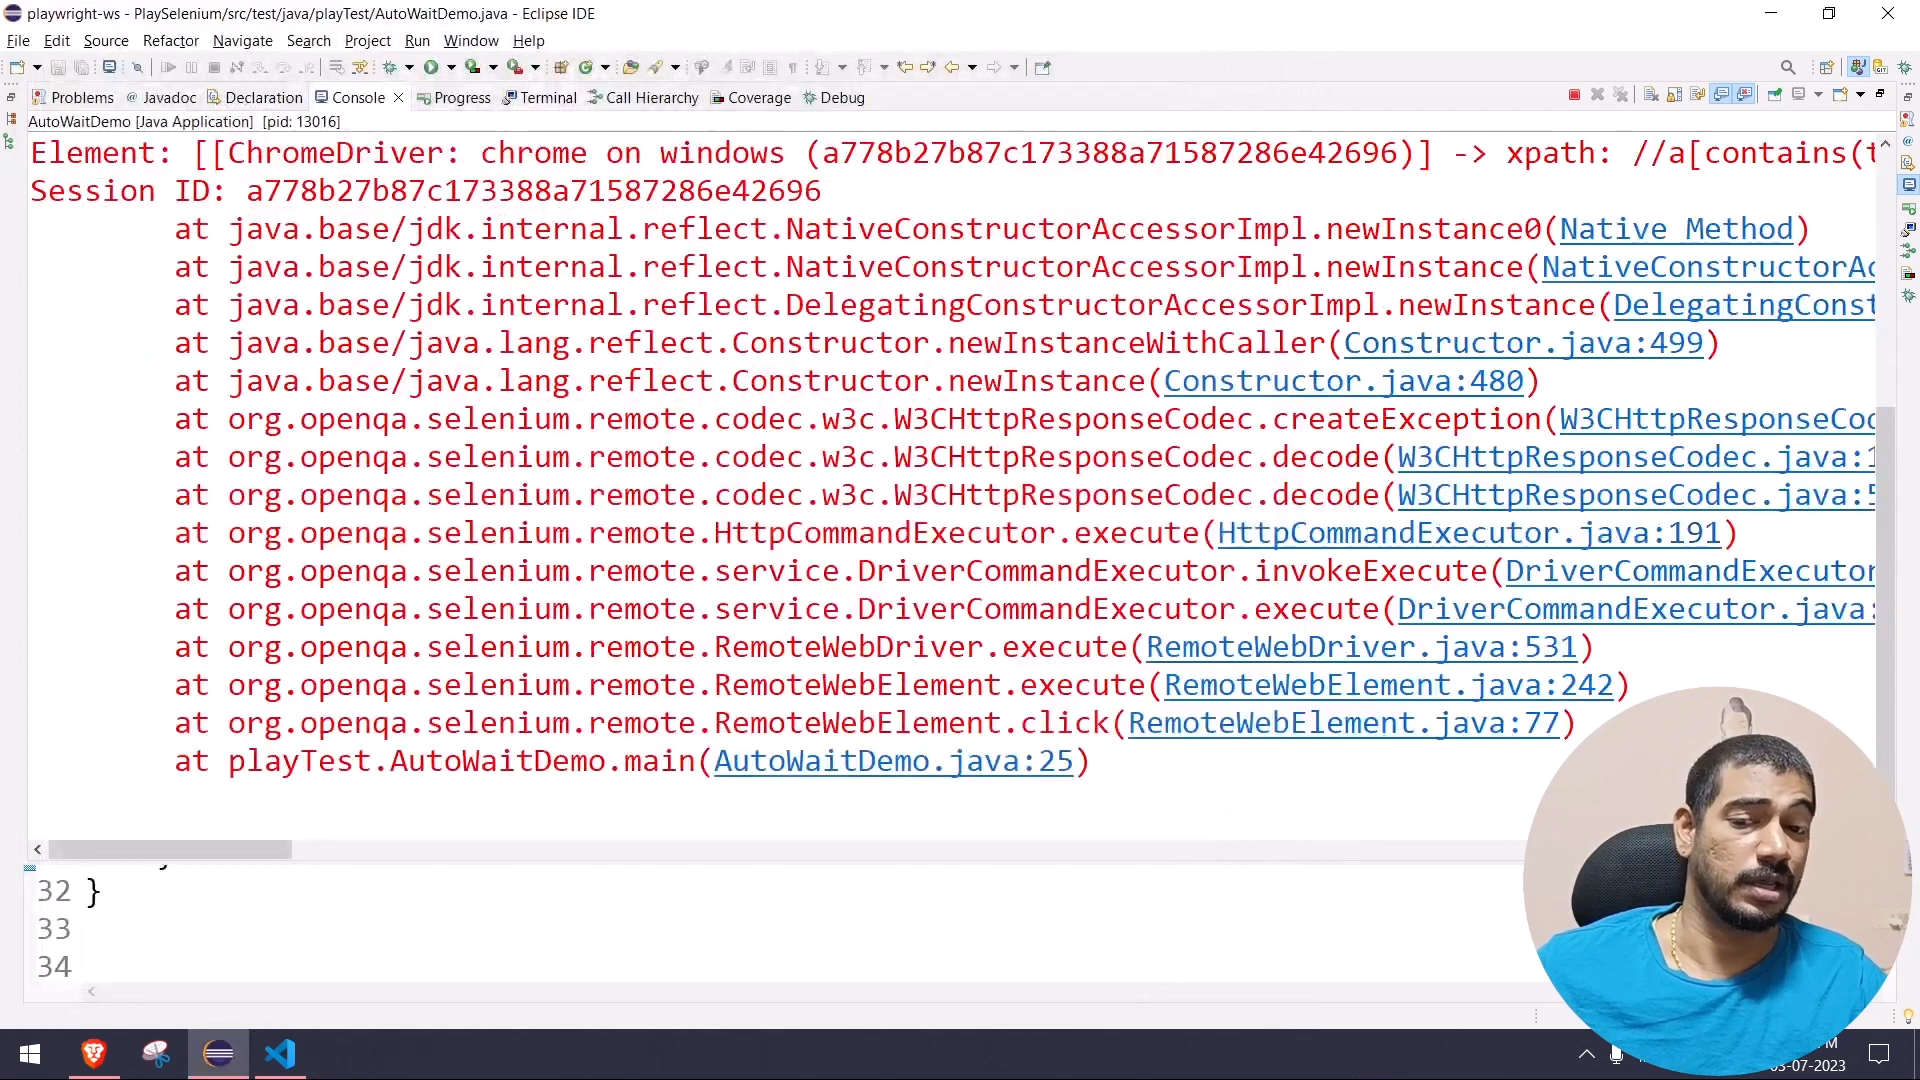 playwright-ws - PlaySelenium/src/test/java/playTest/AutoWaitDemo.java - Eclipse IDE
File Edit Source Refactor Navigate Search Project Run Window Help
Problems Javadoc Declaration Console Progress Terminal Call Hierarchy Coverage Debug
AutoWaitDemo [Java Application] [pid: 13016]
Element: [[ChromeDriver: chrome on windows (a778b27b87c173388a71587286e42696)] -> xpath: //a[contains(t
Session ID: a778b27b87c173388a71587286e42696
at java.base/jdk.internal.reflect.NativeConstructorAccessorImpl.newInstance0(Native Method)
at java.base/jdk.internal.reflect.NativeConstructorAccessorImpl.newInstance(NativeConstructorAc
at java.base/jdk.internal.reflect.DelegatingConstructorAccessorImpl.newInstance(DelegatingConst
at java.base/java.lang.reflect.Constructor.newInstanceWithCaller(Constructor.java:499)
at java.base/java.lang.reflect.Constructor.newInstance(Constructor.java:480)
at org.openqa.selenium.remote.codec.w3c.W3CHttpResponseCodec.createException(W3CHttpResponseCod
at org.openqa.selenium.remote.codec.w3c.W3CHttpResponseCodec.decode(W3CHttpResponseCodec.java:1
at org.openqa.selenium.remote.codec.w3c.W3CHttpResponseCodec.decode(W3CHttpResponseCodec.java:5
at org.openqa.selenium.remote.HttpCommandExecutor.execute(HttpCommandExecutor.java:191)
at org.openqa.selenium.remote.service.DriverCommandExecutor.invokeExecute(DriverCommandExecutor
at org.openqa.selenium.remote.service.DriverCommandExecutor.execute(DriverCommandExecutor.java:
at org.openqa.selenium.remote.RemoteWebDriver.execute(RemoteWebDriver.java:531)
at org.openqa.selenium.remote.RemoteWebElement.execute(RemoteWebElement.java:242)
at org.openqa.selenium.remote.RemoteWebElement.click(RemoteWebElement.java:77)
at playTest.AutoWaitDemo.main(AutoWaitDemo.java:25)
32 }
33
34
03-07-2023